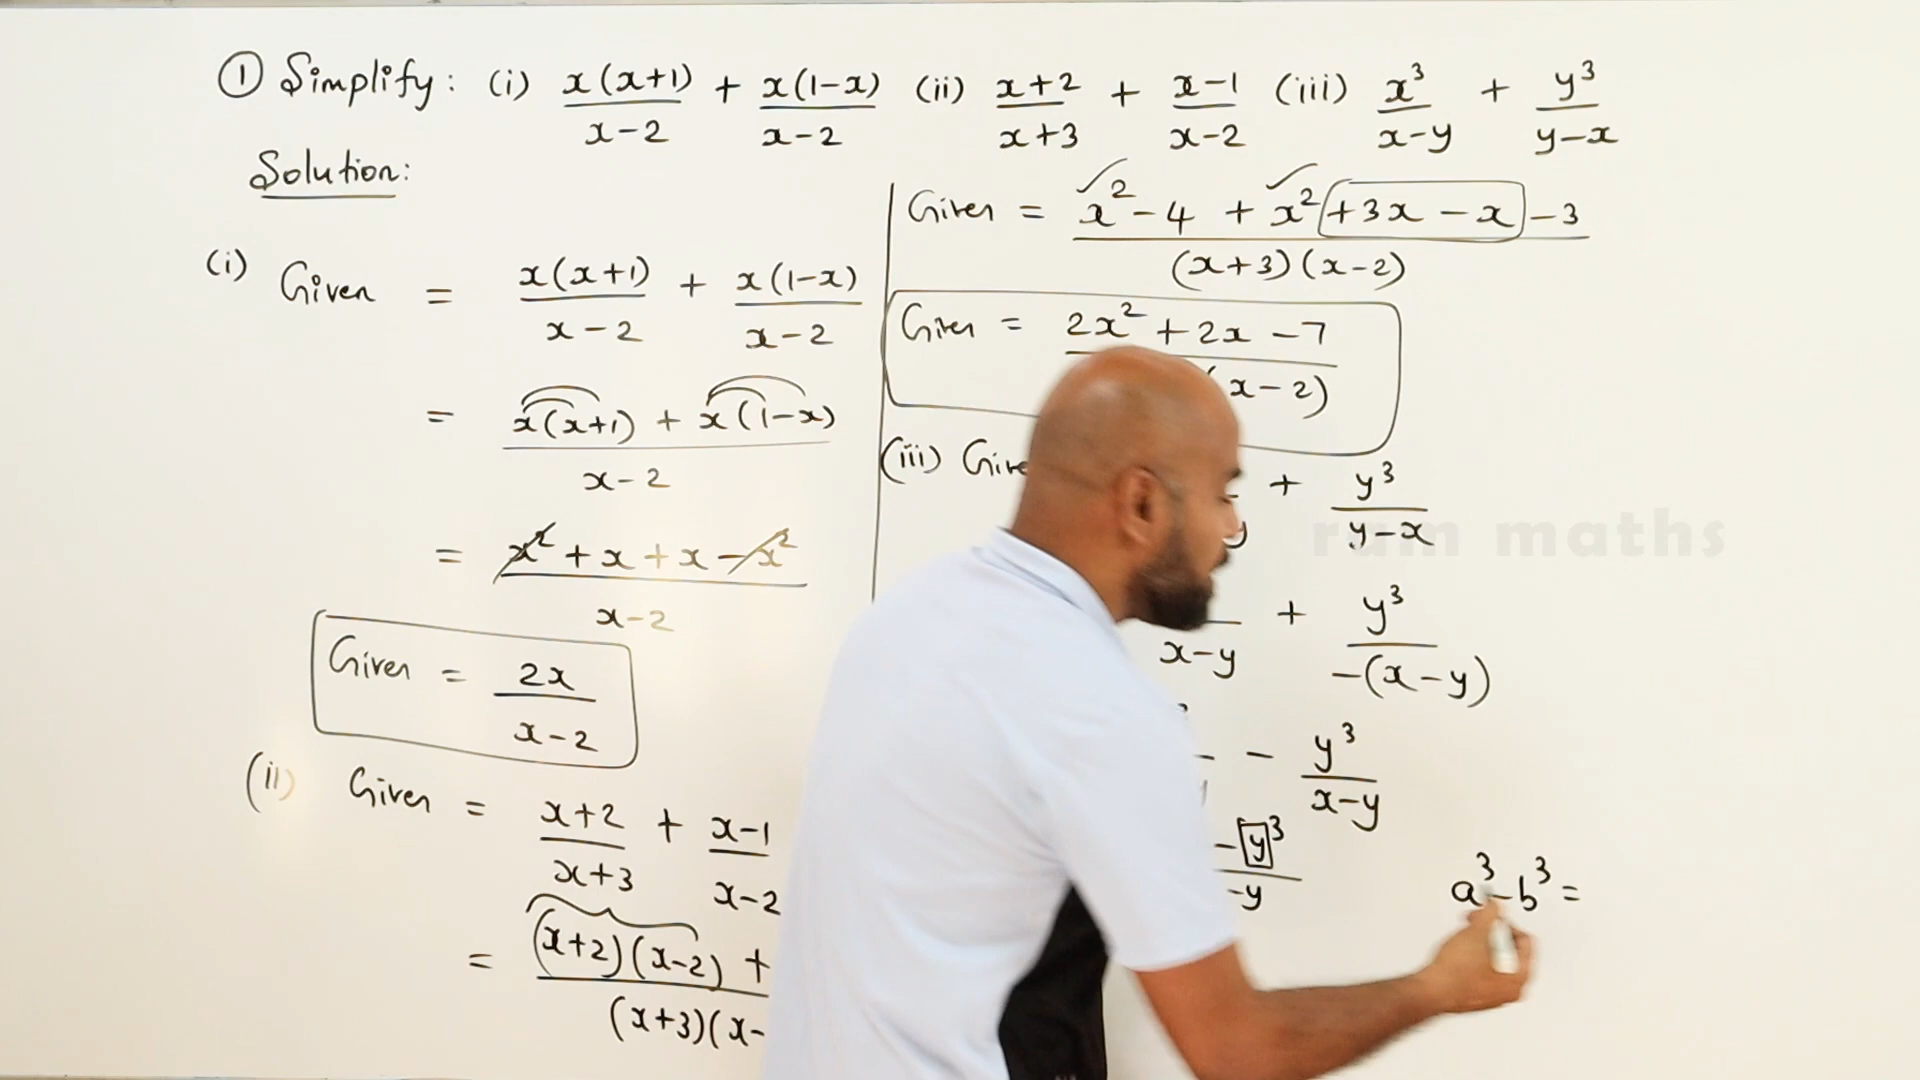 ① Simplify: (i) x(x+1)/x-2 + x(1-x)/x-2 (ii) x+2/x+3 + x-1/x-2 (iii) x³/x-y + y³/y-x
Solution:
(i) Given = x(x+1)/x-2 + x(1-x)/x-2
= x(x+1) + x(1-x)/x-2
= x² + x + x - x²/x-2
Given = 2x/x-2
(ii) Given = x+2/x+3 + x-1/x-2
= (x+2)(x-2) +
(x+3)(x-
Given = x² - 4 + x² + 3x - x - 3/(x+3)(x-2)
Given = 2x² + 2x - 7
(x-2)
(iii)
+ y³/y-x
ram maths
x-y + y³/-(x-y)
- y³/x-y
- y³
-y
a³ - b³ =